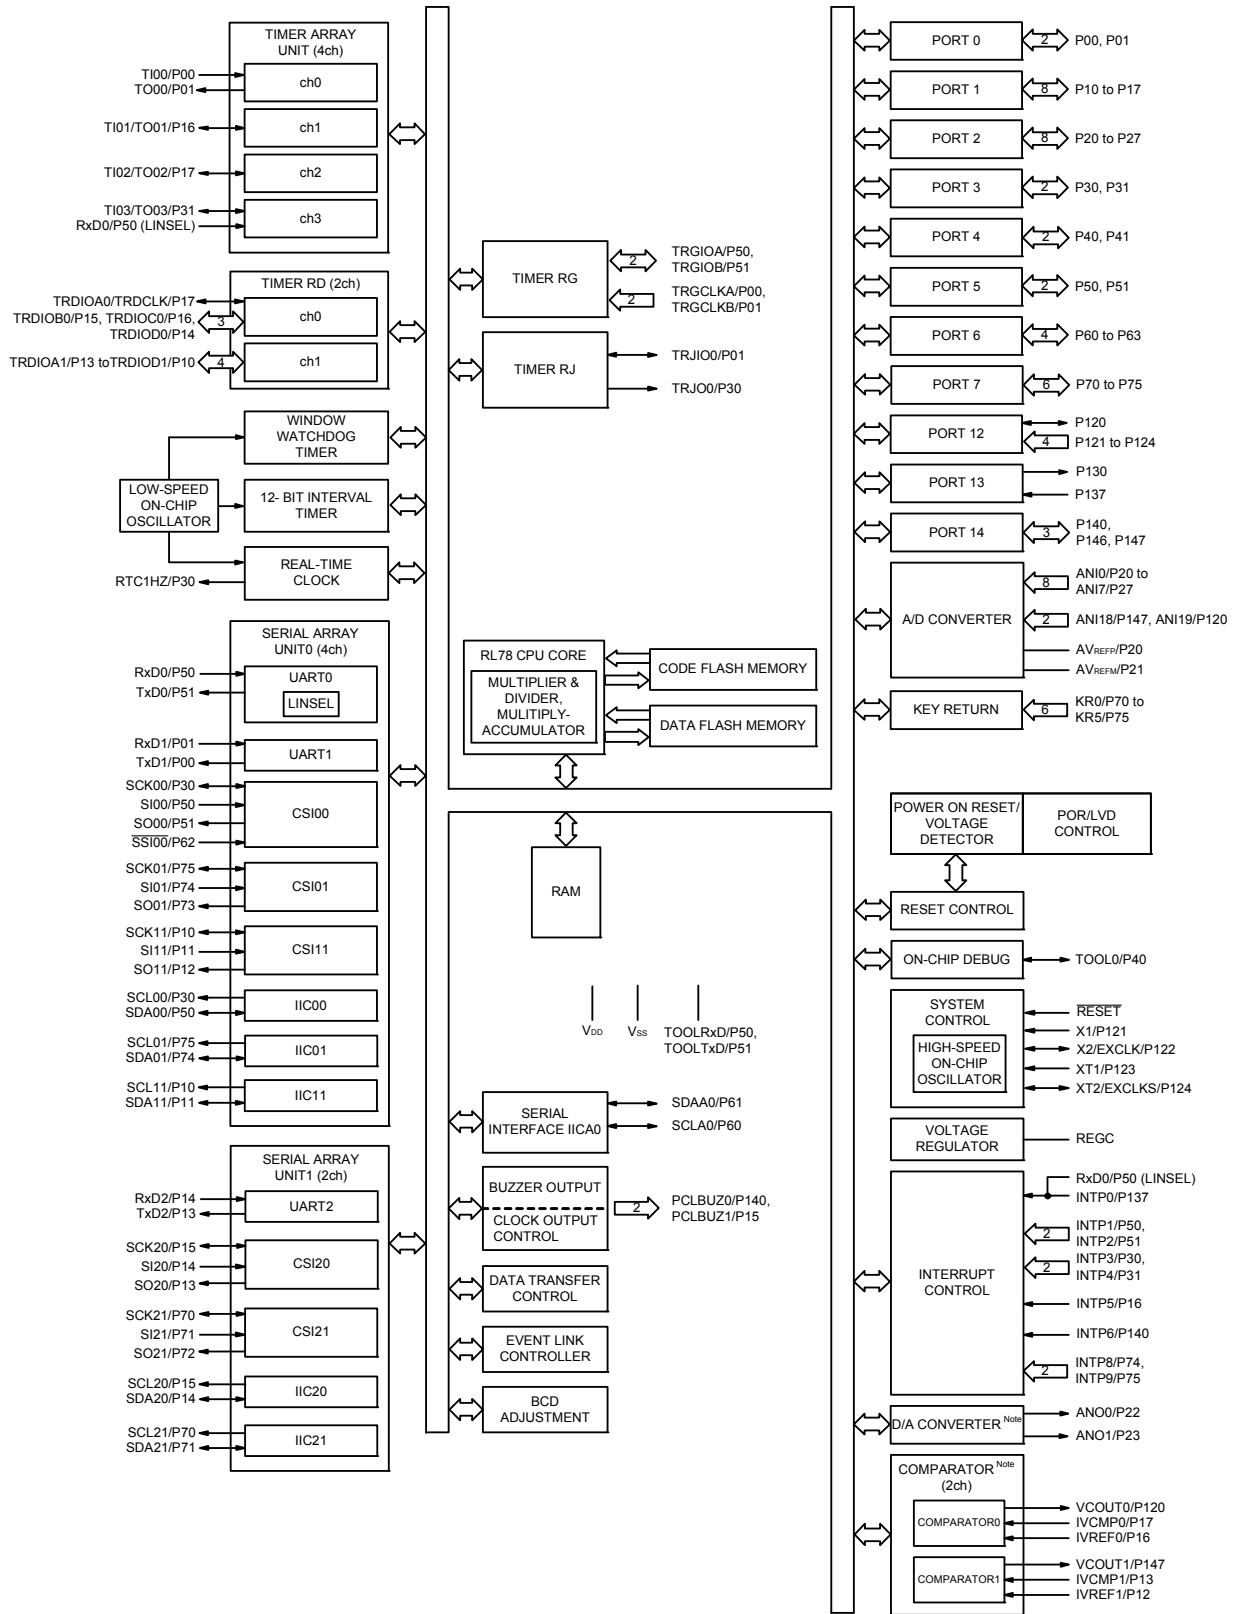 TIMER ARRAY
UNIT (4ch)
TI00/P00
TO00/P01
ch0
TI01/TO01/P16
ch1
TI02/TO02/P17
ch2
TI03/TO03/P31
RxD0/P50 (LINSEL)
ch3
TIMER RD (2ch)
TRDIOA0/TRDCLK/P17
TRDIOB0/P15, TRDIOC0/P16,
TRDIOD0/P14
3
ch0
TRDIOA1/P13 toTRDIOD1/P10
4
ch1
WINDOW
WATCHDOG
TIMER
LOW-SPEED
ON-CHIP
OSCILLATOR
12- BIT INTERVAL
TIMER
RTC1HZ/P30
REAL-TIME
CLOCK
SERIAL ARRAY
UNIT0 (4ch)
RxD0/P50
TxD0/P51
UART0
LINSEL
RxD1/P01
TxD1/P00
UART1
SCK00/P30
SI00/P50
SO00/P51
SSI00/P62
CSI00
SCK01/P75
SI01/P74
SO01/P73
CSI01
SCK11/P10
SI11/P11
SO11/P12
CSI11
SCL00/P30
SDA00/P50
IIC00
SCL01/P75
SDA01/P74
IIC01
SCL11/P10
SDA11/P11
IIC11
SERIAL ARRAY
UNIT1 (2ch)
RxD2/P14
TxD2/P13
UART2
SCK20/P15
SI20/P14
SO20/P13
CSI20
SCK21/P70
SI21/P71
SO21/P72
CSI21
SCL20/P15
SDA20/P14
IIC20
SCL21/P70
SDA21/P71
IIC21
TIMER RG
2
TRGIOA/P50,
TRGIOB/P51
2
TRGCLKA/P00,
TRGCLKB/P01
TIMER RJ
TRJIO0/P01
TRJO0/P30
RL78 CPU CORE
MULTIPLIER &
DIVIDER,
MULITIPLY-
ACCUMULATOR
CODE FLASH MEMORY
DATA FLASH MEMORY
RAM
VDD
VSS
TOOLRxD/P50,
TOOLTxD/P51
SERIAL
INTERFACE IICA0
SDAA0/P61
SCLA0/P60
BUZZER OUTPUT
CLOCK OUTPUT
CONTROL
2
PCLBUZ0/P140,
PCLBUZ1/P15
DATA TRANSFER
CONTROL
EVENT LINK
CONTROLLER
BCD
ADJUSTMENT
PORT 0
2
P00, P01
PORT 1
8
P10 to P17
PORT 2
8
P20 to P27
PORT 3
2
P30, P31
PORT 4
2
P40, P41
PORT 5
2
P50, P51
PORT 6
4
P60 to P63
PORT 7
6
P70 to P75
PORT 12
P120
4
P121 to P124
PORT 13
P130
P137
PORT 14
3
P140,
P146, P147
A/D CONVERTER
8
ANI0/P20 to
ANI7/P27
2
ANI18/P147, ANI19/P120
AVREFP/P20
AVREFM/P21
KEY RETURN
6
KR0/P70 to
KR5/P75
POWER ON RESET/
VOLTAGE
DETECTOR
POR/LVD
CONTROL
RESET CONTROL
ON-CHIP DEBUG
TOOL0/P40
SYSTEM
CONTROL
HIGH-SPEED
ON-CHIP
OSCILLATOR
RESET
X1/P121
X2/EXCLK/P122
XT1/P123
XT2/EXCLKS/P124
VOLTAGE
REGULATOR
REGC
INTERRUPT
CONTROL
RxD0/P50 (LINSEL)
INTP0/P137
2
INTP1/P50,
INTP2/P51
2
INTP3/P30,
INTP4/P31
INTP5/P16
INTP6/P140
2
INTP8/P74,
INTP9/P75
D/A CONVERTER Note
ANO0/P22
ANO1/P23
COMPARATOR Note
(2ch)
COMPARATOR0
VCOUT0/P120
IVCMP0/P17
IVREF0/P16
COMPARATOR1
VCOUT1/P147
IVCMP1/P13
IVREF1/P12